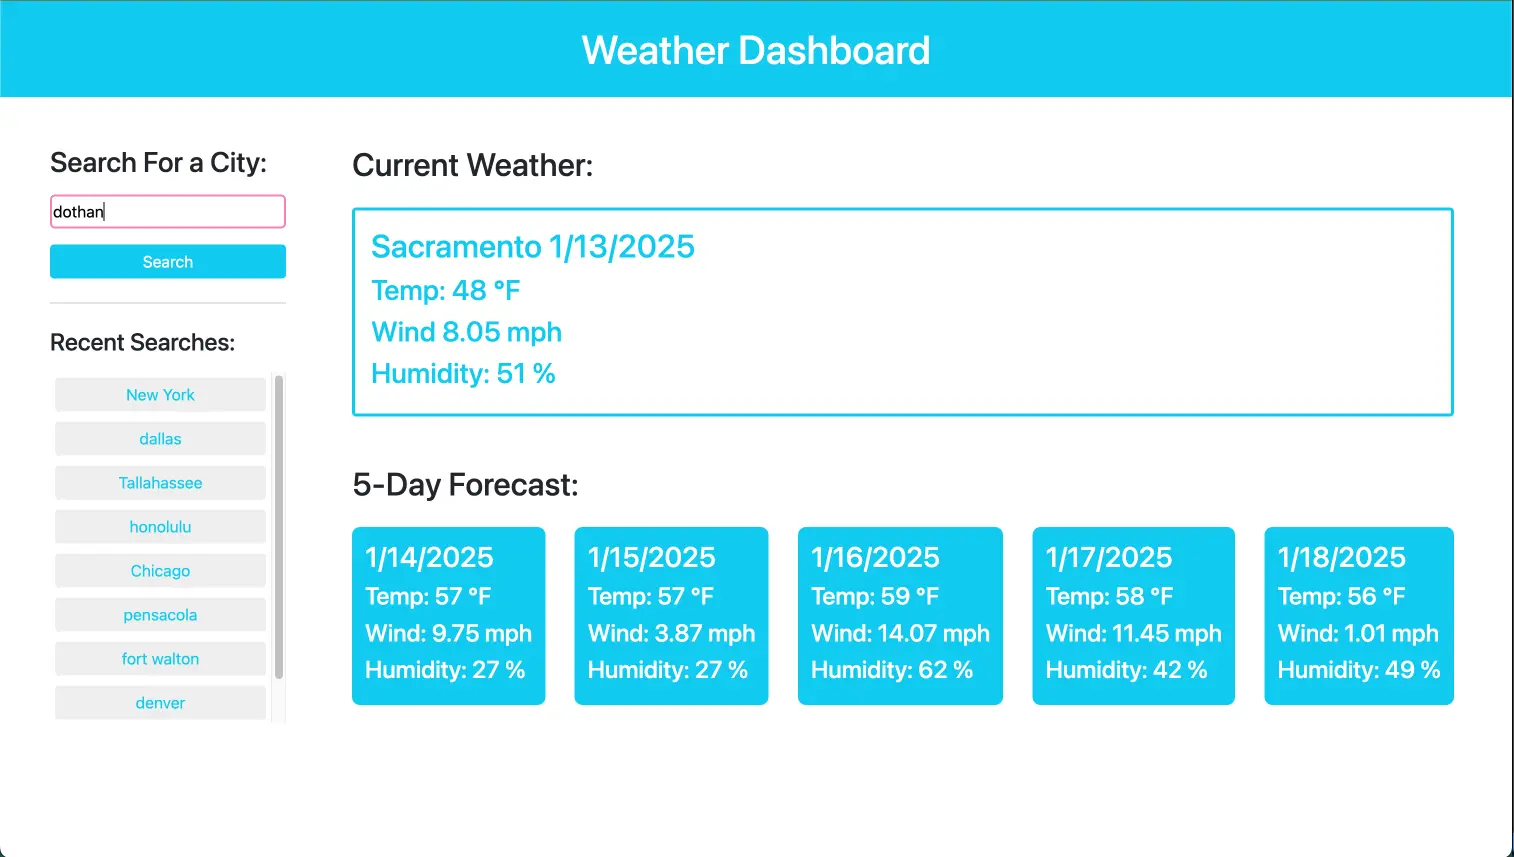 Weather Dashboard
Search For a City:
dothan
Search
Recent Searches:
New York
dallas
Tallahassee
honolulu
Chicago
pensacola
fort walton
denver
Current Weather:
Sacramento 1/13/2025
Temp: 48 °F
Wind 8.05 mph
Humidity: 51 %
5-Day Forecast:
1/14/2025
Temp: 57 °F
Wind: 9.75 mph
Humidity: 27 %
1/15/2025
Temp: 57 °F
Wind: 3.87 mph
Humidity: 27 %
1/16/2025
Temp: 59 °F
Wind: 14.07 mph
Humidity: 62 %
1/17/2025
Temp: 58 °F
Wind: 11.45 mph
Humidity: 42 %
1/18/2025
Temp: 56 °F
Wind: 1.01 mph
Humidity: 49 %